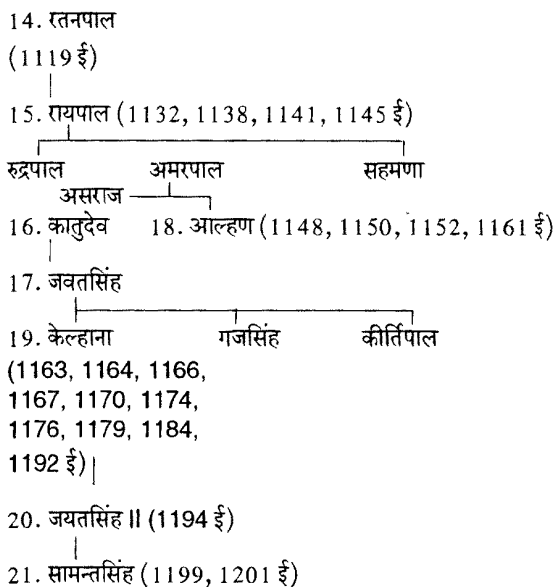 14. रतनपाल
(1119 ई)
15. रायपाल (1132, 1138, 1141, 1145 ई)
रुद्रपाल अमरपाल सहमणा
असराज
16. कातुदेव 18. आल्हण (1148, 1150, 1152, 1161 ई)
17. जवतसिंह
19. केल्हाना गजसिंह कीर्तिपाल
(1163, 1164, 1166,
1167, 1170, 1174,
1176, 1179, 1184,
1192 ई)
20. जयतसिंह II (1194 ई)
21. सामन्तसिंह (1199, 1201 ई)